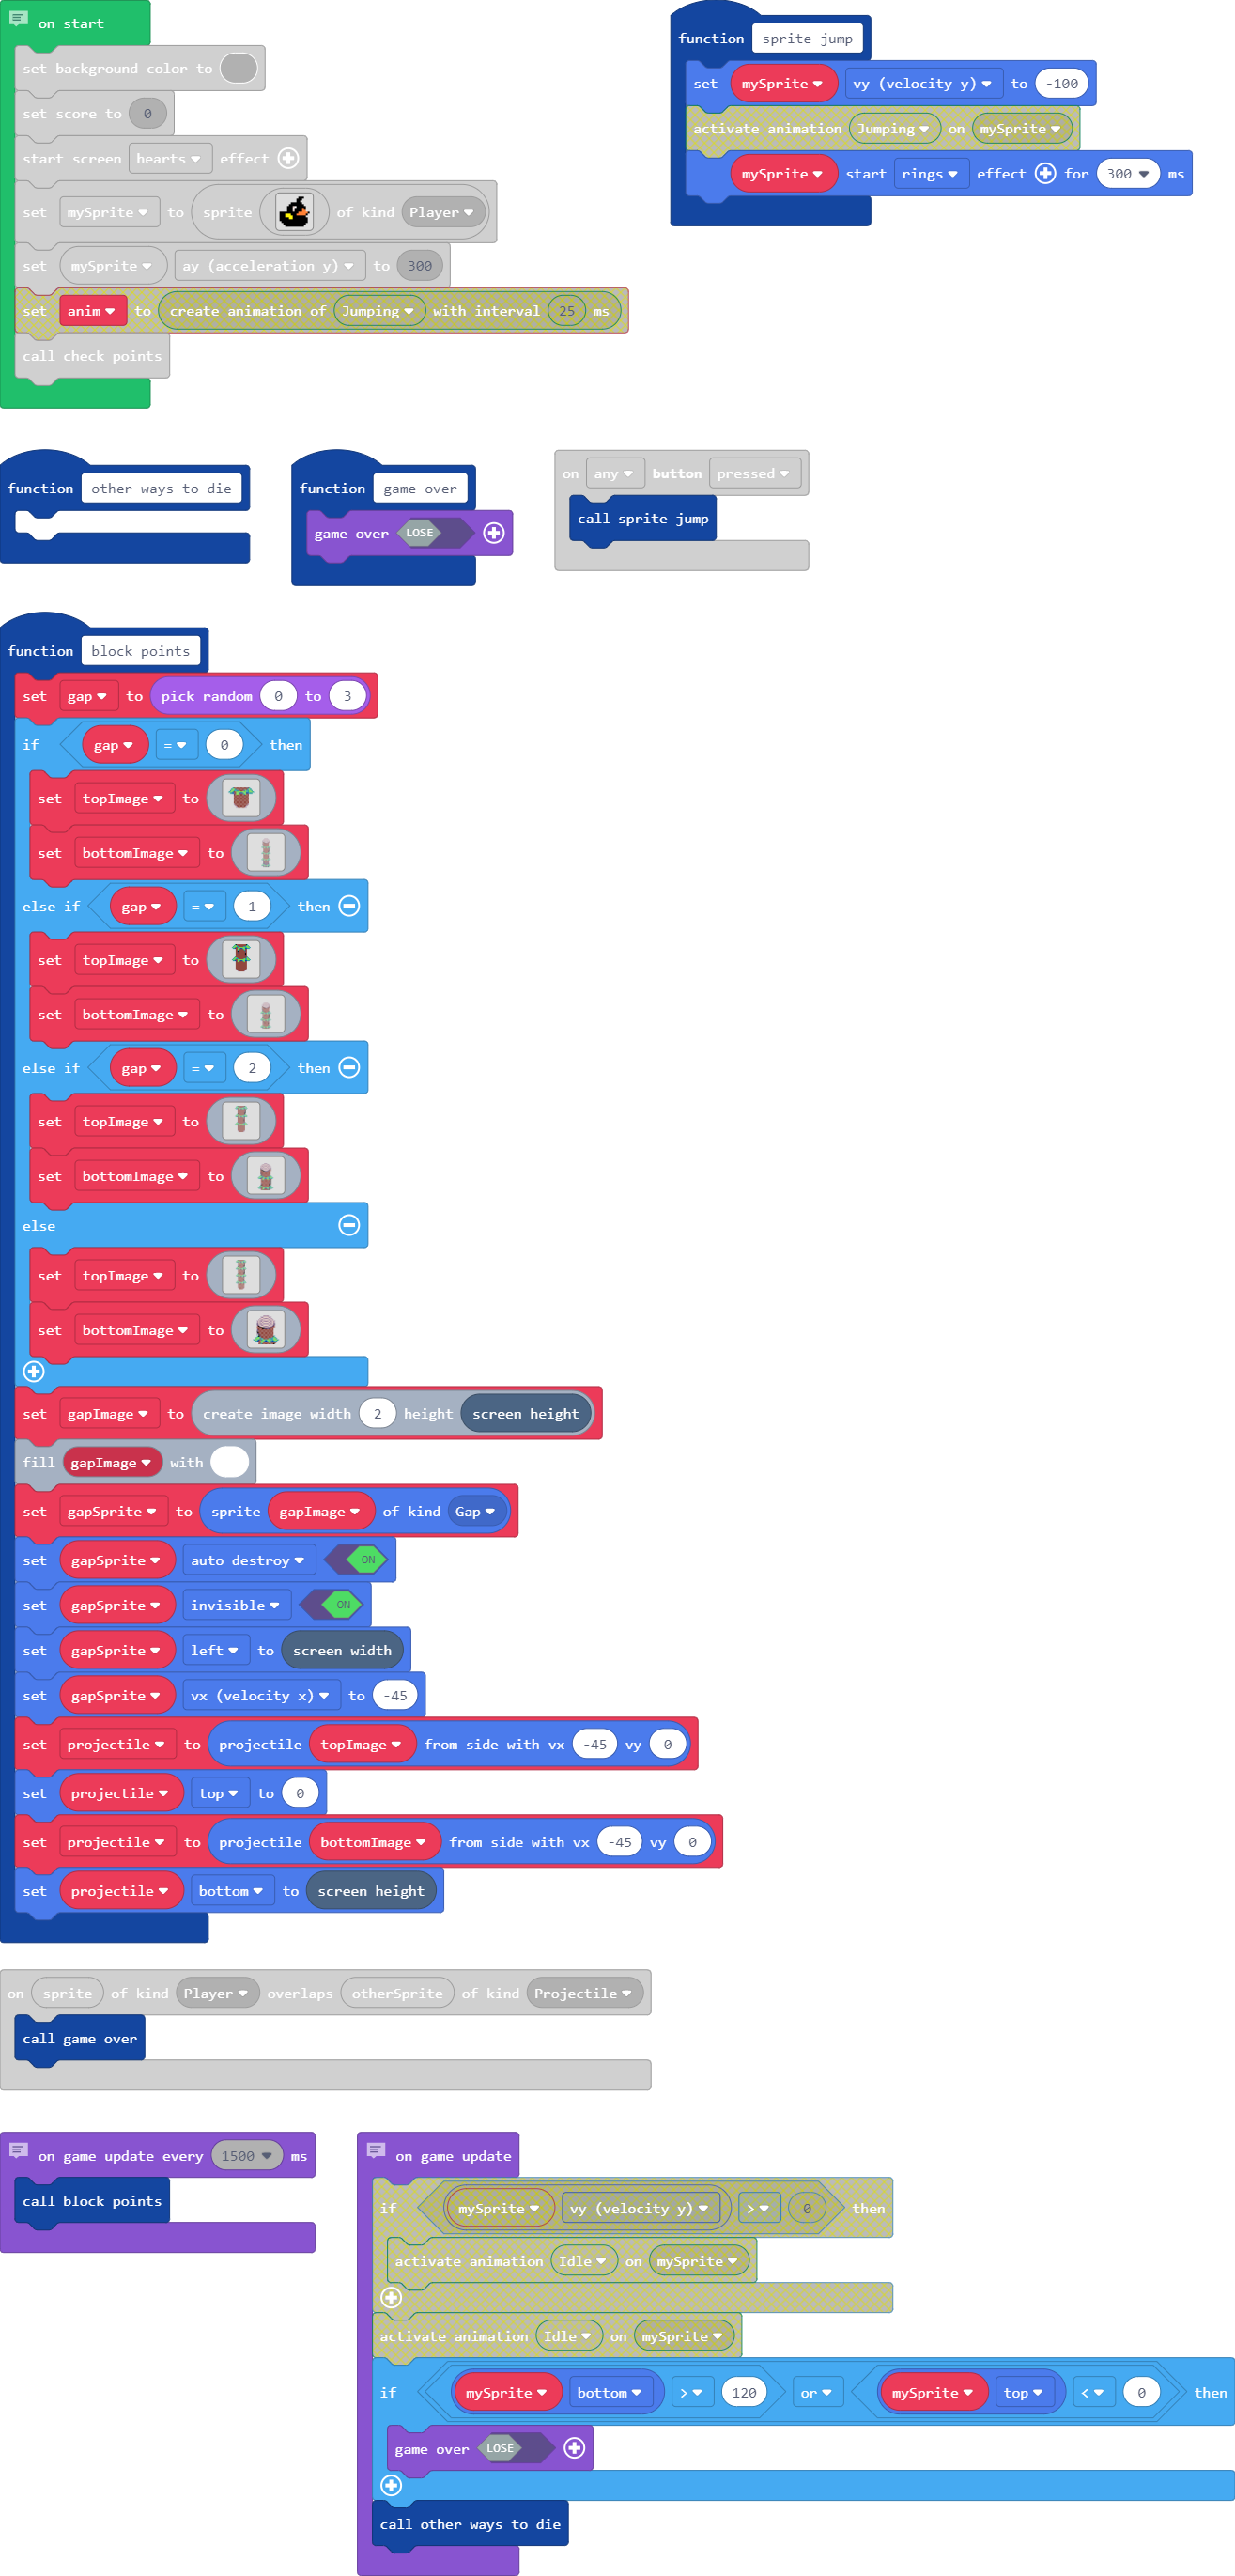 on start
set background color to
set score to 0
start screen hearts effect
set mySprite to sprite of kind Player
set mySprite ay (acceleration y) to 300
set anim to create animation of Jumping with interval 25 ms
call check points
function sprite jump
set mySprite vy (velocity y) to -100
activate animation Jumping on mySprite
mySprite start rings effect for 300 ms
function other ways to die
function game over
game over LOSE
on any button pressed
call sprite jump
function block points
set gap to pick random 0 to 3
if gap = 0 then
set topImage to
set bottomImage to
else if gap = 1 then
set topImage to
set bottomImage to
else if gap = 2 then
set topImage to
set bottomImage to
else
set topImage to
set bottomImage to
set gapImage to create image width 2 height screen height
fill gapImage with
set gapSprite to sprite gapImage of kind Gap
set gapSprite auto destroy ON
set gapSprite invisible ON
set gapSprite left to screen width
set gapSprite vx (velocity x) to -45
set projectile to projectile topImage from side with vx -45 vy 0
set projectile top to 0
set projectile to projectile bottomImage from side with vx -45 vy 0
set projectile bottom to screen height
on sprite of kind Player overlaps otherSprite of kind Projectile
call game over
on game update every 1500 ms
call block points
on game update
if mySprite vy (velocity y) > 0 then
activate animation Idle on mySprite
activate animation Idle on mySprite
if mySprite bottom > 120 or mySprite top < 0 then
game over LOSE
call other ways to die